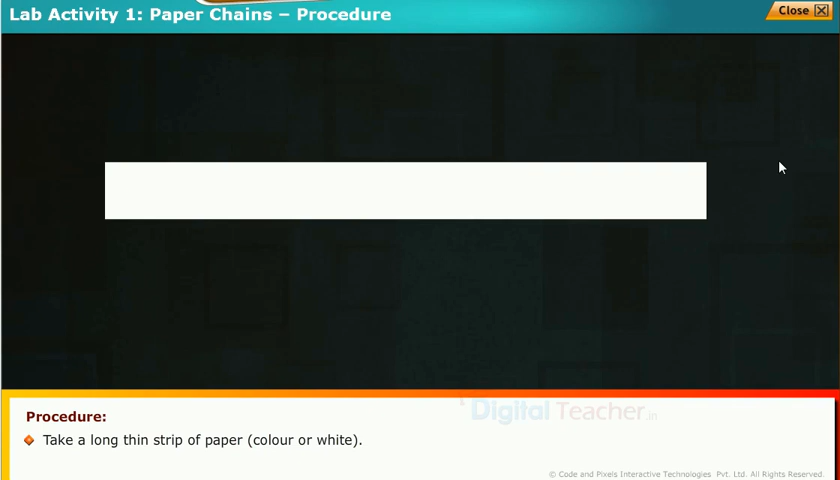 Lab Activity 1: Paper Chains – Procedure
Close
Procedure:
Digital Teacher.in
Take a long thin strip of paper (colour or white).
© Code and Pixels Interactive Technologies Pvt. Ltd. All Rights Reserved.